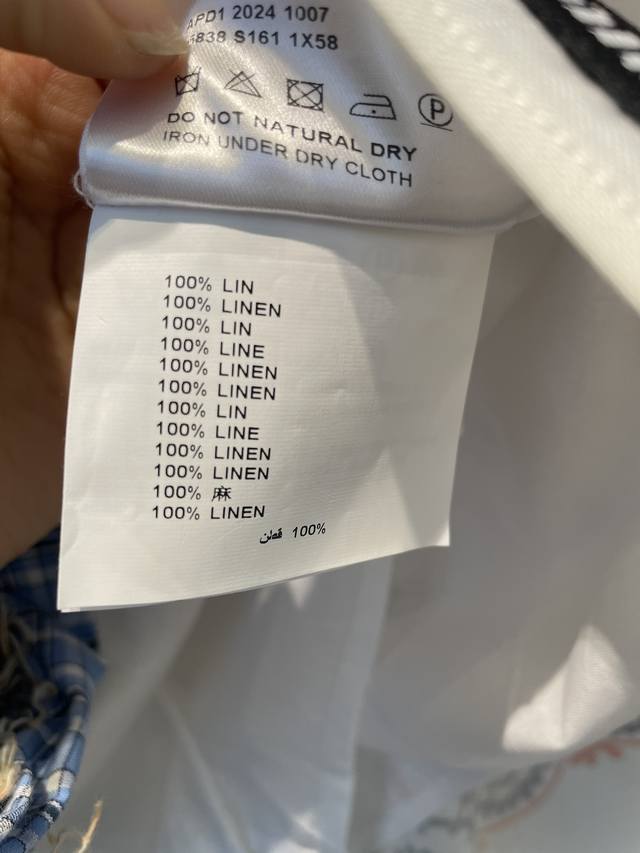 APD1 2024 1007
5838 S161 1X58
P
DO NOT NATURAL DRY
IRON UNDER DRY CLOTH
100% LIN
100% LINEN
100% LIN
100% LINE
100% LINEN
100% LINEN
100% LIN
100% LINE
100% LINEN
100% LINEN
100% 麻
100% LINEN
100%